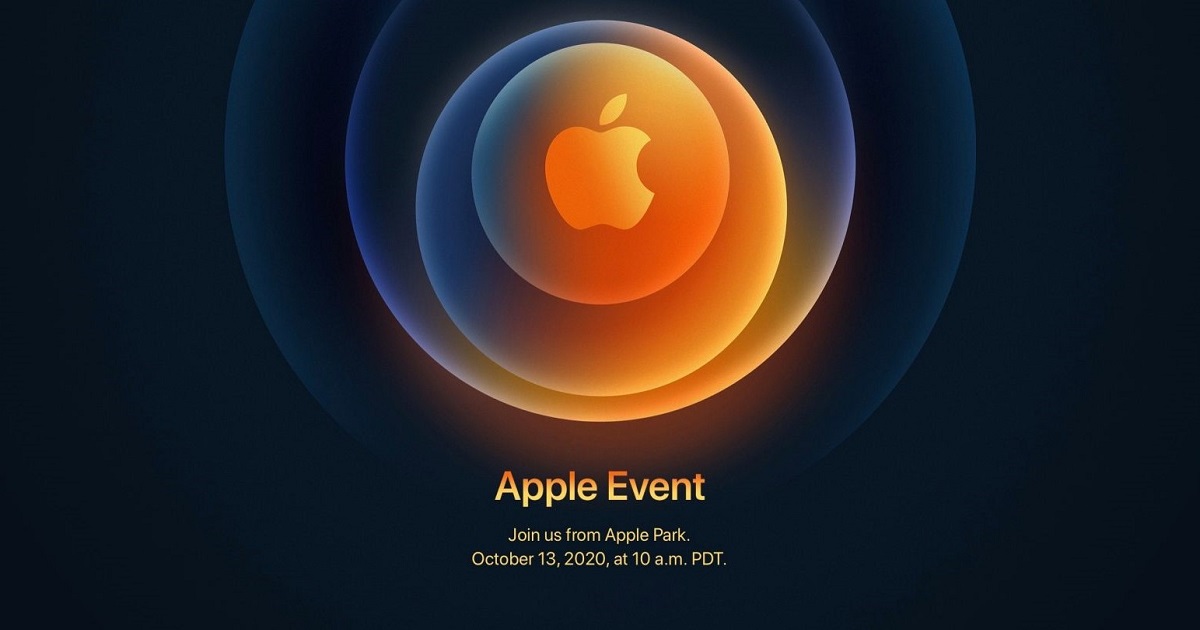 Apple Event
Join us from Apple Park.
October 13, 2020, at 10 a.m. PDT.